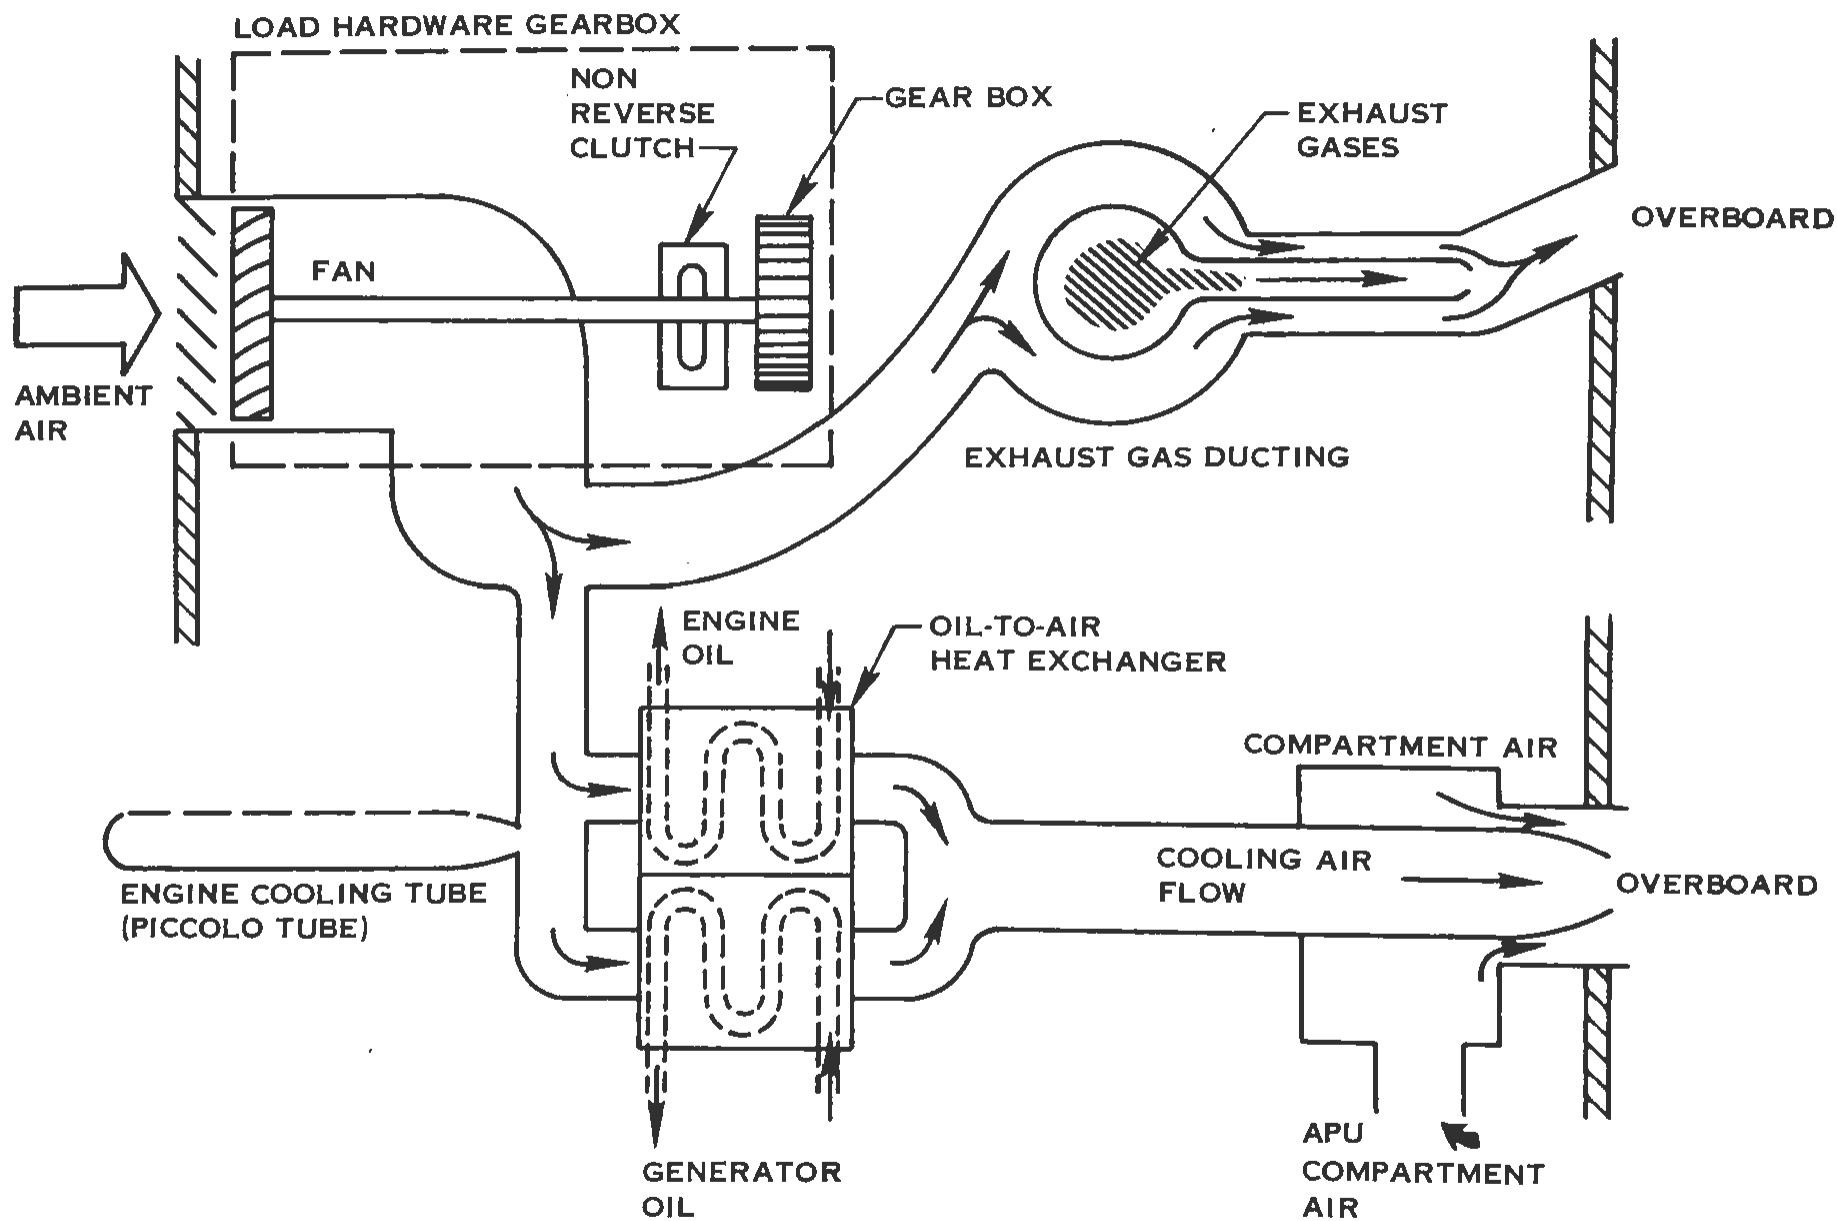 LOAD HARDWARE GEARBOX
NON
REVERSE
CLUTCH
GEAR BOX
EXHAUST
GASES
OVERBOARD
FAN
AMBIENT
AIR
EXHAUST GAS DUCTING
ENGINE
OIL
OIL-TO-AIR
HEAT EXCHANGER
COMPARTMENT AIR
COOLING AIR
FLOW
OVERBOARD
ENGINE COOLING TUBE
(PICCOLO TUBE)
GENERATOR
OIL
APU
COMPARTMENT
AIR